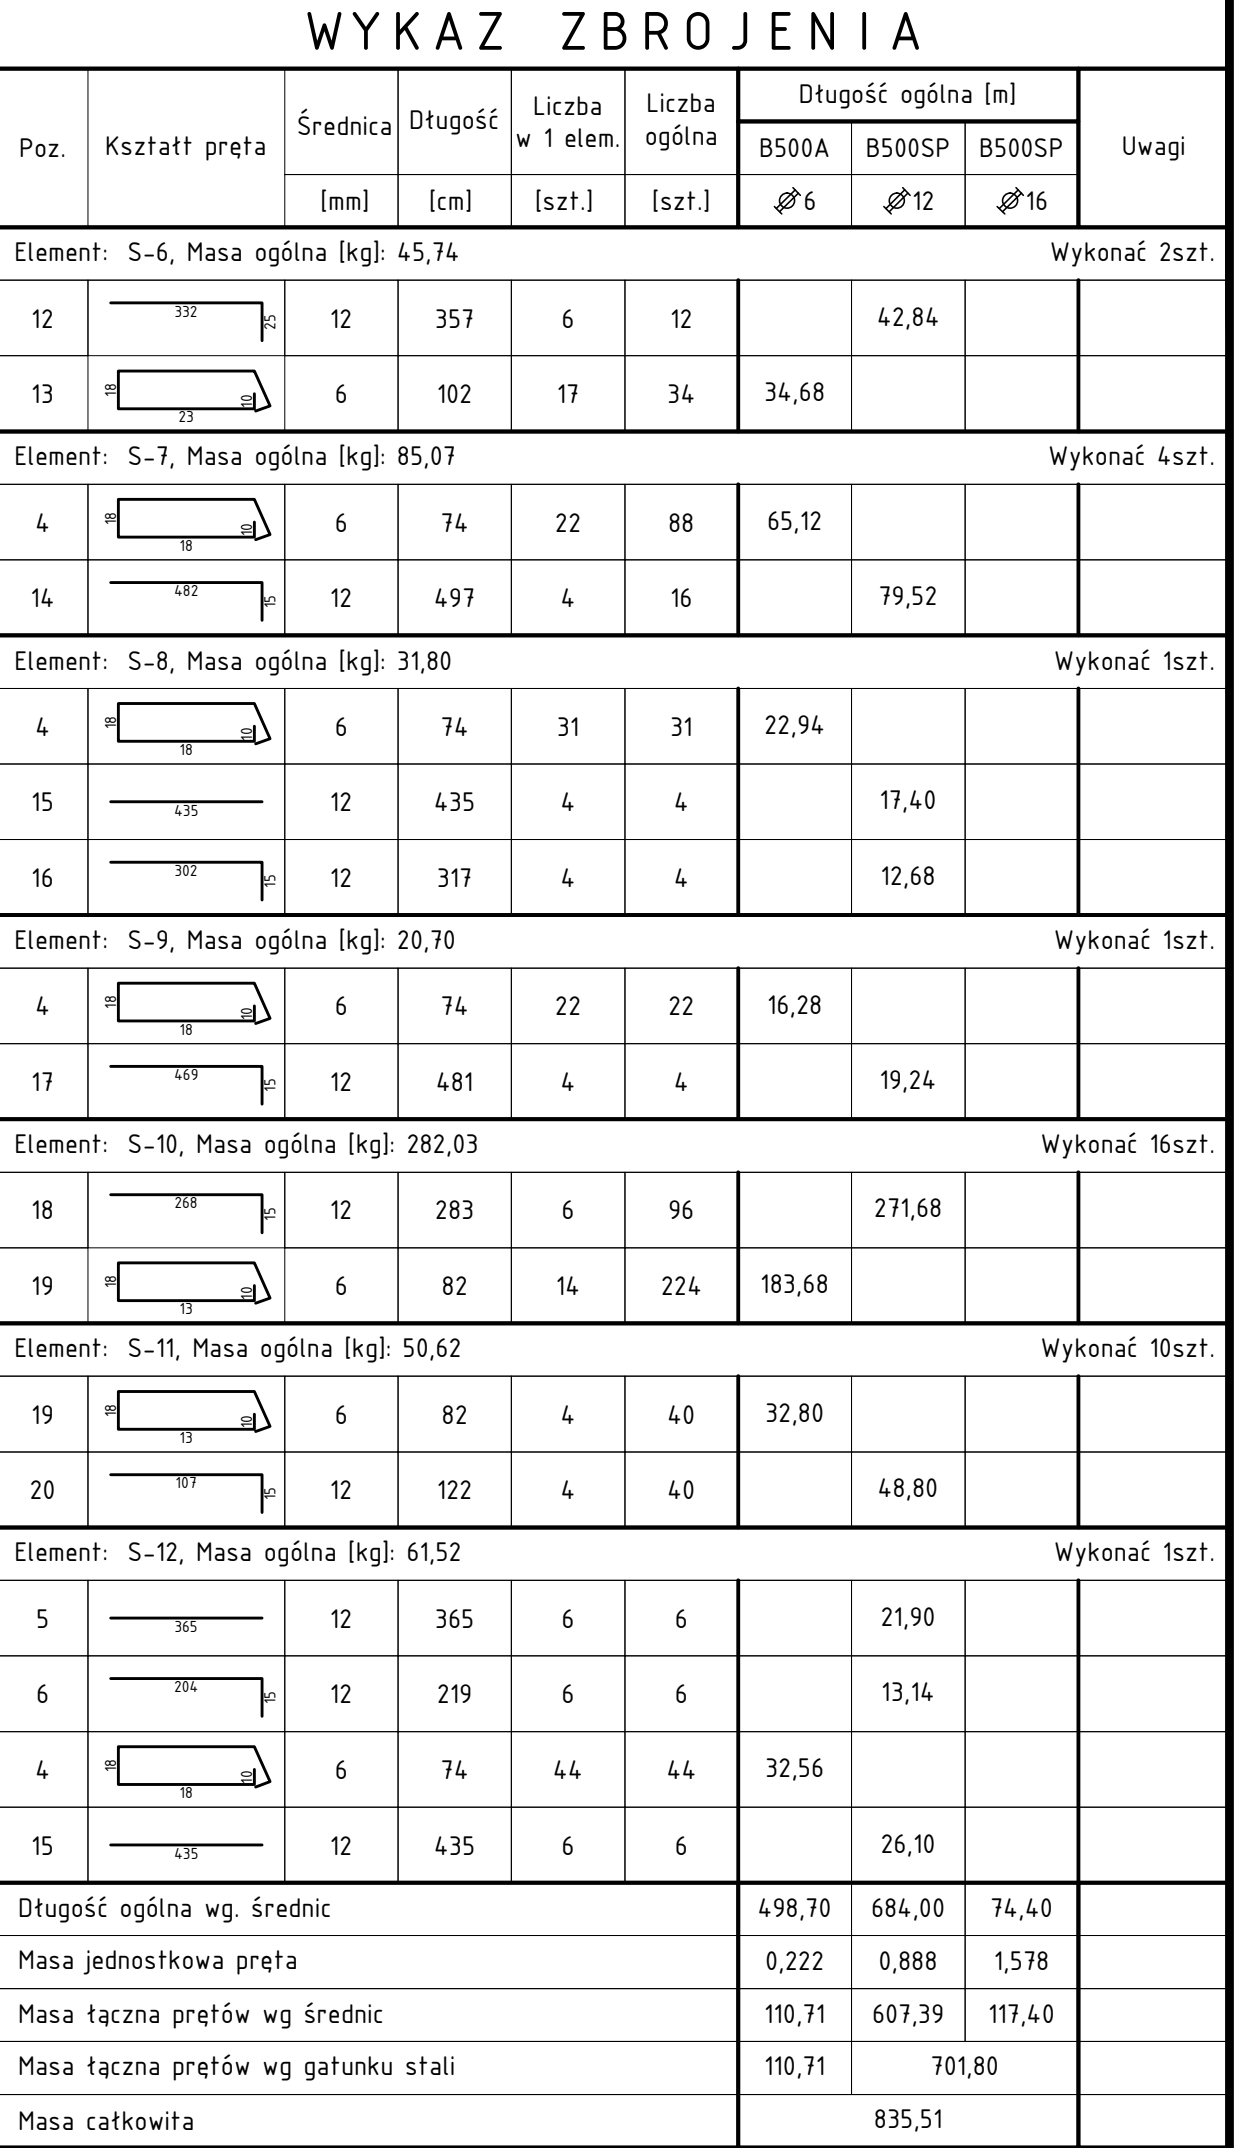 WYKAZ ZBROJENIA
Poz. Kształt pręta Średnica Długość Liczba w 1 elem. Liczba ogólna Długość ogólna [m] Uwagi
B500A B500SP B500SP
[mm] [cm] [szt.] [szt.] 6 12 16
Element: S-6, Masa ogólna [kg]: 45,74 Wykonać 2szt.
12 332 25 12 357 6 12 42,84
13 18 23 10 6 102 17 34 34,68
Element: S-7, Masa ogólna [kg]: 85,07 Wykonać 4szt.
4 18 18 10 6 74 22 88 65,12
14 482 15 12 497 4 16 79,52
Element: S-8, Masa ogólna [kg]: 31,80 Wykonać 1szt.
4 18 18 10 6 74 31 31 22,94
15 435 12 435 4 4 17,40
16 302 15 12 317 4 4 12,68
Element: S-9, Masa ogólna [kg]: 20,70 Wykonać 1szt.
4 18 18 10 6 74 22 22 16,28
17 469 15 12 481 4 4 19,24
Element: S-10, Masa ogólna [kg]: 282,03 Wykonać 16szt.
18 268 15 12 283 6 96 271,68
19 18 13 10 6 82 14 224 183,68
Element: S-11, Masa ogólna [kg]: 50,62 Wykonać 10szt.
19 18 13 10 6 82 4 40 32,80
20 107 15 12 122 4 40 48,80
Element: S-12, Masa ogólna [kg]: 61,52 Wykonać 1szt.
5 365 12 365 6 6 21,90
6 204 15 12 219 6 6 13,14
4 18 18 10 6 74 44 44 32,56
15 435 12 435 6 6 26,10
Długość ogólna wg. średnic 498,70 684,00 74,40
Masa jednostkowa pręta 0,222 0,888 1,578
Masa łączna prętów wg średnic 110,71 607,39 117,40
Masa łączna prętów wg gatunku stali 110,71 701,80
Masa całkowita 835,51